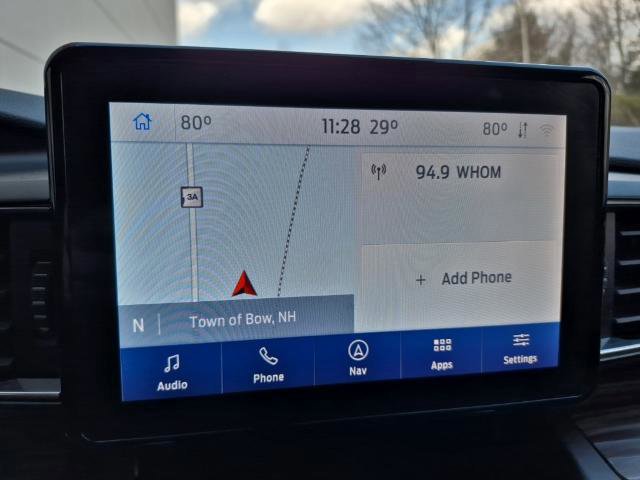 80° 11:28 29° 80°
3A
94.9 WHOM
+ Add Phone
N | Town of Bow, NH
Audio Phone Nav Apps Settings